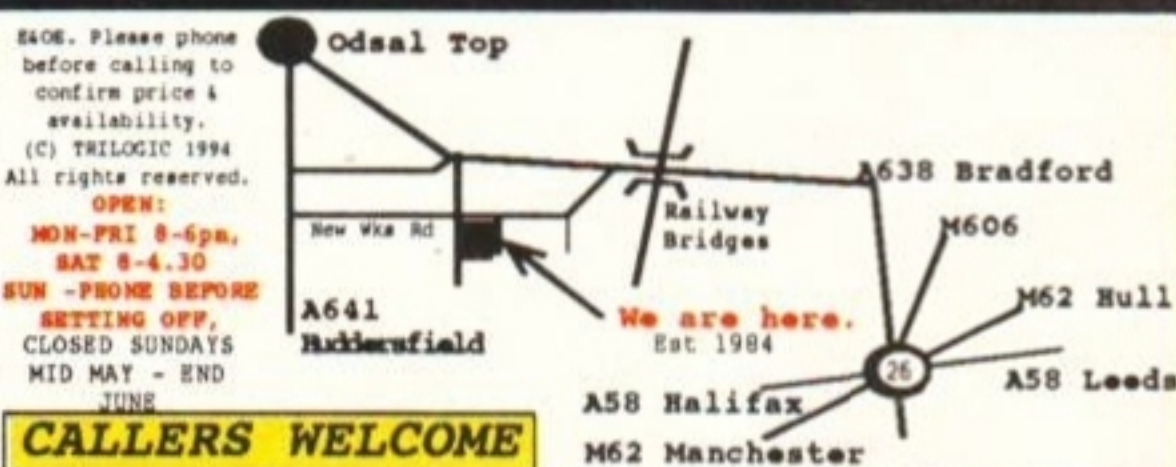 E&OE. Please phone
before calling to
confirm price &
availability.
(C) TRILOGIC 1994
All rights reserved.
OPEN:
MON-FRI 8-6pm,
SAT 8-4.30
SUN -PHONE BEFORE
SETTING OFF,
CLOSED SUNDAYS
MID MAY - END
JUNE
CALLERS WELCOME
Odsal Top
New Wks Rd
A641
Huddersfield
Railway
Bridges
We are here.
Est 1984
A638 Bradford
M606
M62 Hull
26
A58 Leeds
A58 Halifax
M62 Manchester